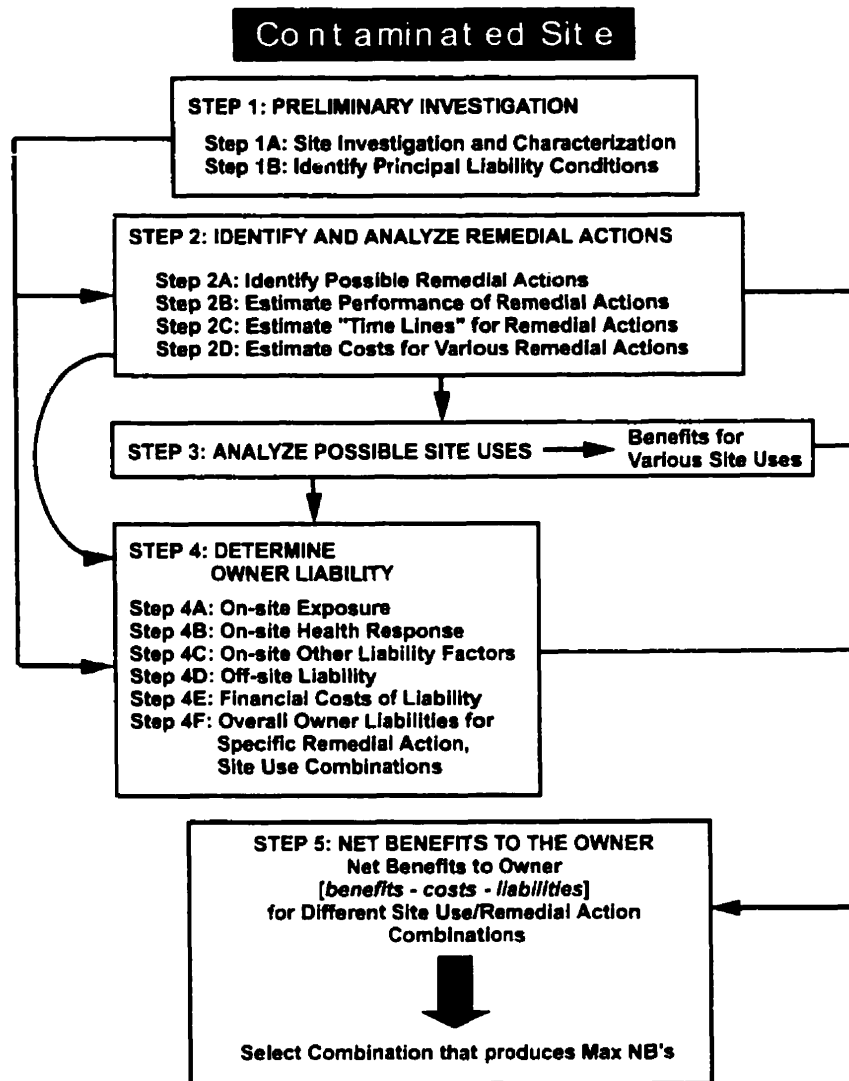 Contaminated Site
STEP 1: PRELIMINARY INVESTIGATION
Step 1A: Site Investigation and Characterization
Step 1B: Identify Principal Liability Conditions
STEP 2: IDENTIFY AND ANALYZE REMEDIAL ACTIONS
Step 2A: Identify Possible Remedial Actions
Step 2B: Estimate Performance of Remedial Actions
Step 2C: Estimate "Time Lines" for Remedial Actions
Step 2D: Estimate Costs for Various Remedial Actions
STEP 3: ANALYZE POSSIBLE SITE USES
Benefits for
Various Site Uses
STEP 4: DETERMINE
OWNER LIABILITY
Step 4A: On-site Exposure
Step 4B: On-site Health Response
Step 4C: On-site Other Liability Factors
Step 4D: Off-site Liability
Step 4E: Financial Costs of Liability
Step 4F: Overall Owner Liabilities for
Specific Remedial Action,
Site Use Combinations
STEP 5: NET BENEFITS TO THE OWNER
Net Benefits to Owner
[benefits - costs - liabilities]
for Different Site Use/Remedial Action
Combinations
Select Combination that produces Max NB's